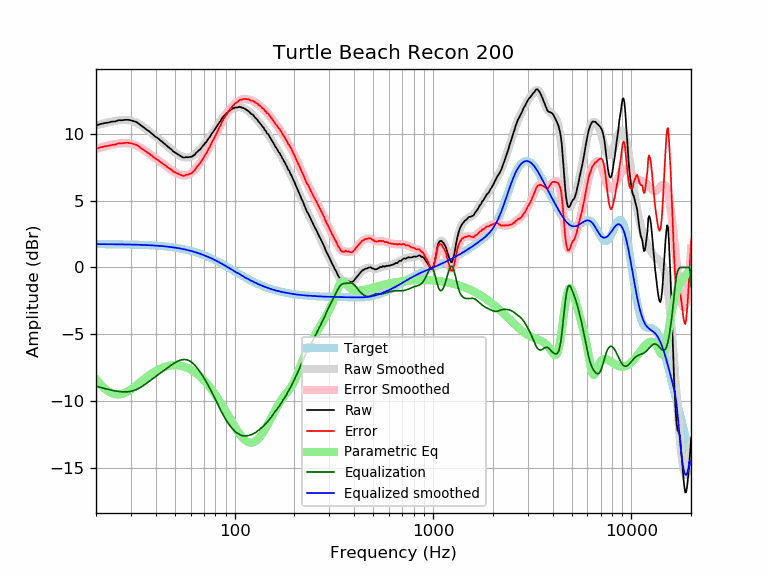 Turtle Beach Recon 200
Amplitude (dBr)
10
5
0
−5
−10
−15
Target
Raw Smoothed
Error Smoothed
Raw
Error
Parametric Eq
Equalization
Equalized smoothed
100
1000
10000
Frequency (Hz)